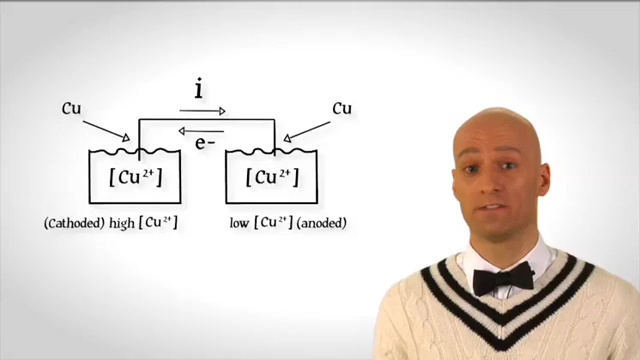 i
Cu
Cu
e-
[Cu²⁺]
[Cu²⁺]
(Cathoded) high [Cu²⁺]
low [Cu²⁺] (anoded)